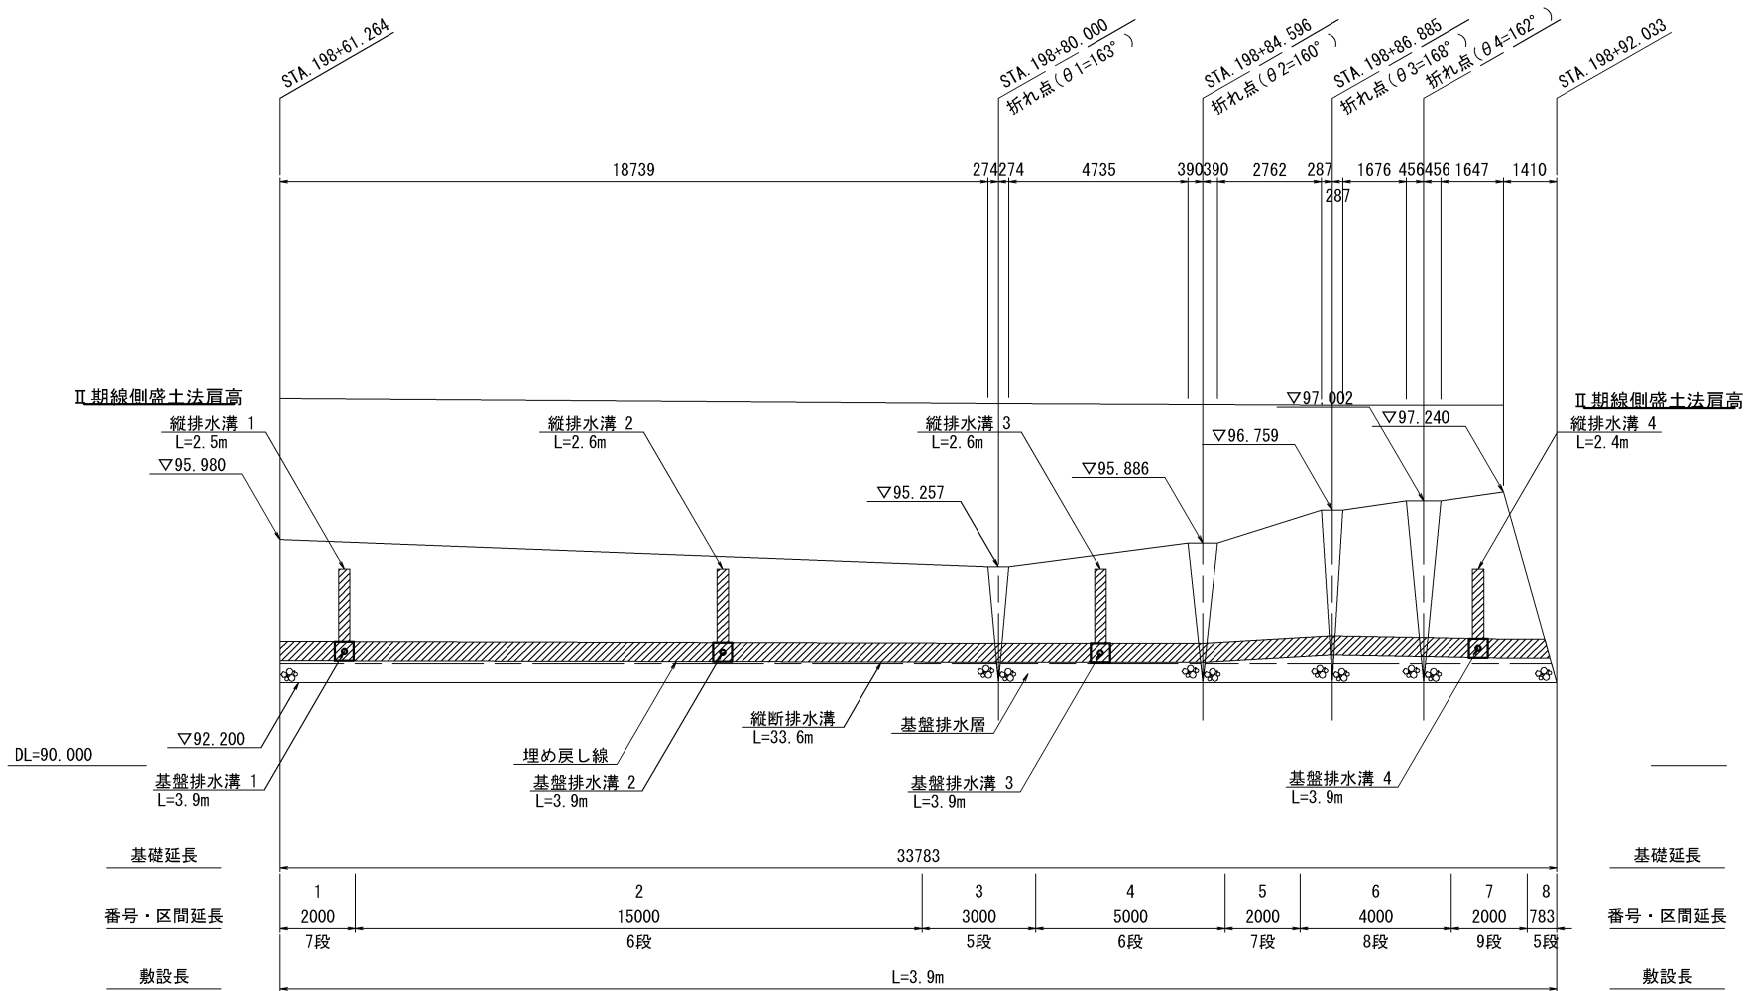 STA.198+61.264
STA.198+80.000
折れ点(θ1=163°)
STA.198+84.596
折れ点(θ2=160°)
STA.198+86.885
折れ点(θ3=168°)
折れ点(θ4=162°)
STA.198+92.033
18739 274 274 4735 390 390 2762 287 1676 456 456 1647 1410
287
Ⅱ期線側盛土法肩高
Ⅱ期線側盛土法肩高
▽97.002
▽97.240
縦排水溝 1
L=2.5m
縦排水溝 2
L=2.6m
縦排水溝 3
L=2.6m
縦排水溝 4
L=2.4m
▽96.759
▽95.980
▽95.886
▽95.257
縦断排水溝
L=33.6m
基盤排水層
▽92.200
DL=90.000
埋め戻し線
基盤排水溝 1
L=3.9m
基盤排水溝 2
L=3.9m
基盤排水溝 3
L=3.9m
基盤排水溝 4
L=3.9m
基礎延長 33783 基礎延長
1 2 3 4 5 6 7 8
番号・区間延長 2000 15000 3000 5000 2000 4000 2000 783 番号・区間延長
7段 6段 5段 6段 7段 8段 9段 5段
敷設長 L=3.9m 敷設長